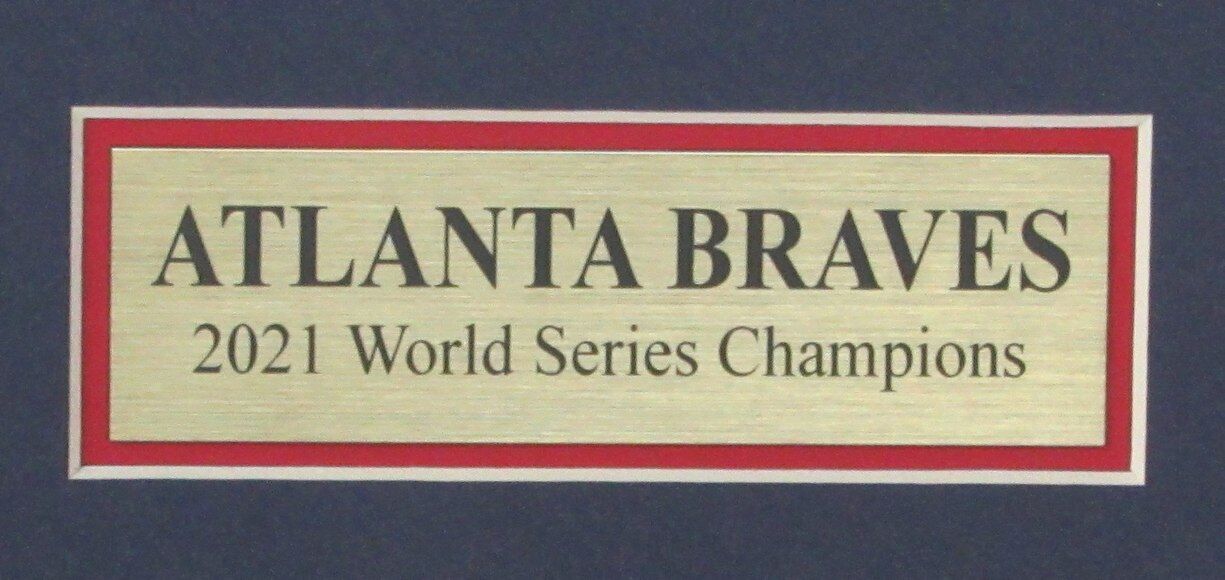 ATLANTA BRAVES
2021 World Series Champions